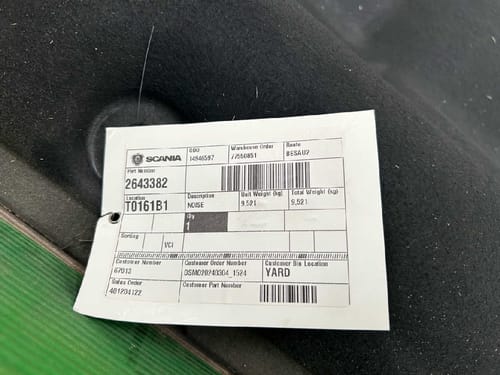 SCANIA
ODU
14946597
Warehouse Order
77550851
Route
BESAU2
Part Number
2643382
Location
T0161B1
Description
NOISE
Unit Weight (kg)
9,521
Total Weight (kg)
9,521
Qty
1
Sorting
VCI
Customer Number
67013
Customer Order Number
DSMO20240304_1524
Customer Bin Location
YARD
Sales Order
401204122
Customer Part Number